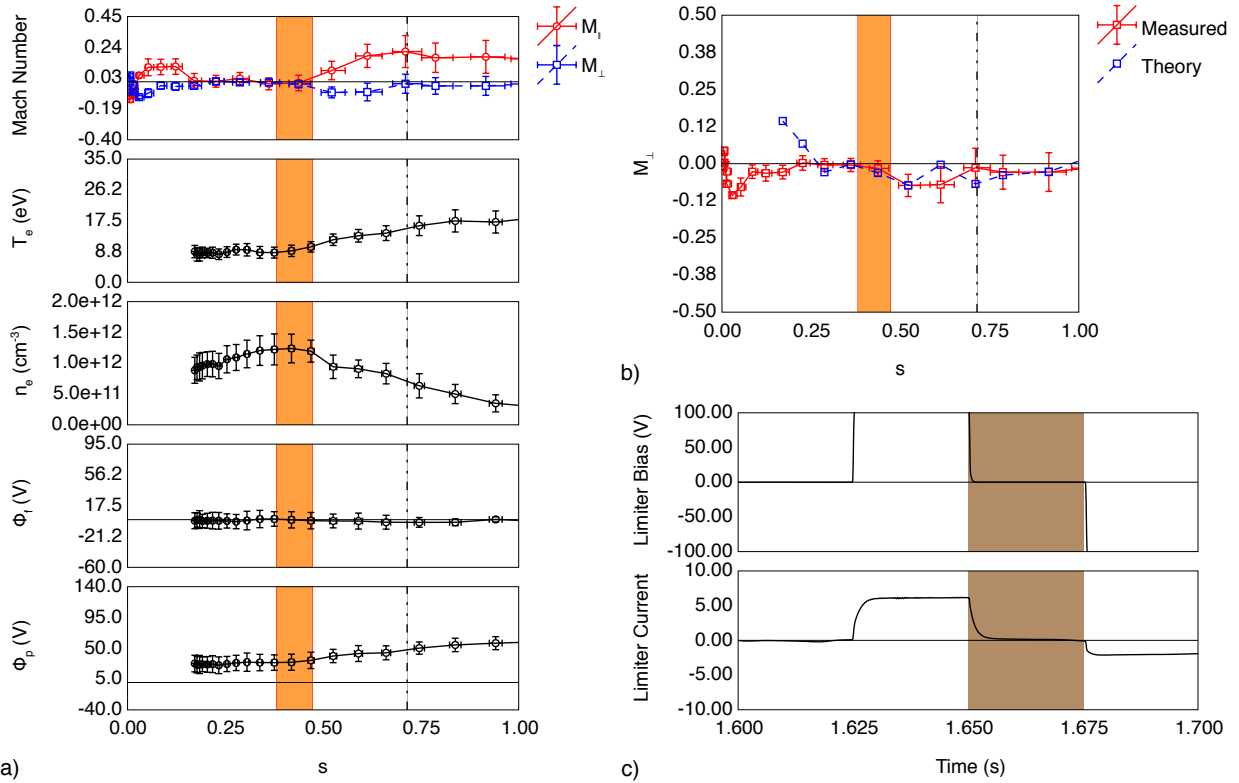 Mach Number
0.45
0.24
0.03
-0.19
-0.40
M∥
M⊥
T_e (eV)
35.0
26.2
17.5
8.8
0.0
n_e (cm^-3)
2.0e+12
1.5e+12
1.0e+12
5.0e+11
0.0e+00
Φ_f (V)
95.0
56.2
17.5
-21.2
-60.0
Φ_p (V)
140.0
95.0
50.0
5.0
-40.0
0.00 0.25 0.50 0.75 1.00
s
a)
M⊥
0.50
0.38
0.25
0.12
0.00
-0.12
-0.25
-0.38
-0.50
0.00 0.25 0.50 0.75 1.00
s
Measured
Theory
b)
Limiter Bias (V)
100.00
50.00
0.00
-50.00
-100.00
Limiter Current
10.00
5.00
0.00
-5.00
-10.00
1.600 1.625 1.650 1.675 1.700
Time (s)
c)